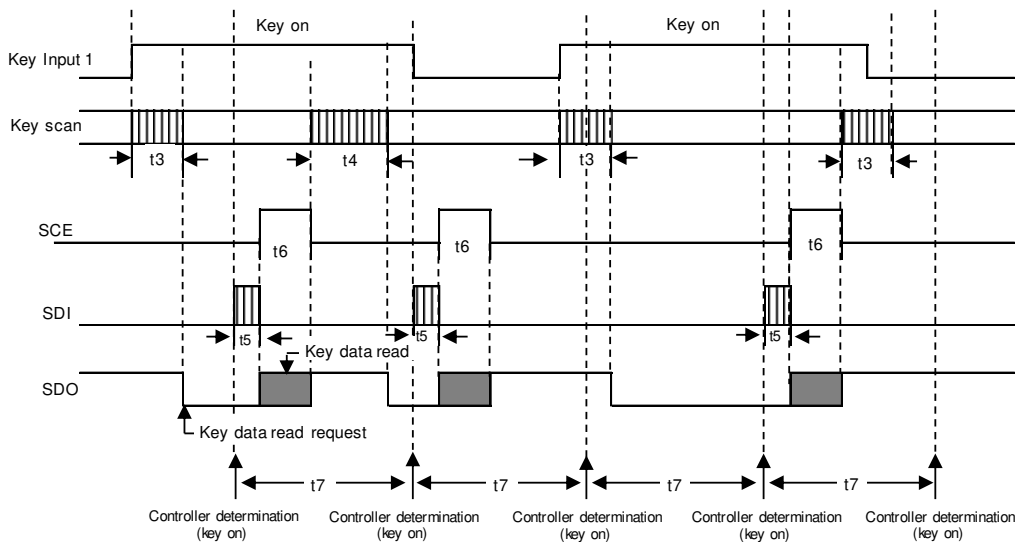 Key on
Key on
Key Input 1
Key scan
t3
t4
t3
t3
SCE
t6
t6
t6
SDI
t5
t5
t5
Key data read
SDO
Key data read request
t7
t7
t7
t7
Controller determination
(key on)
Controller determination
(key on)
Controller determination
(key on)
Controller determination
(key on)
Controller determination
(key on)